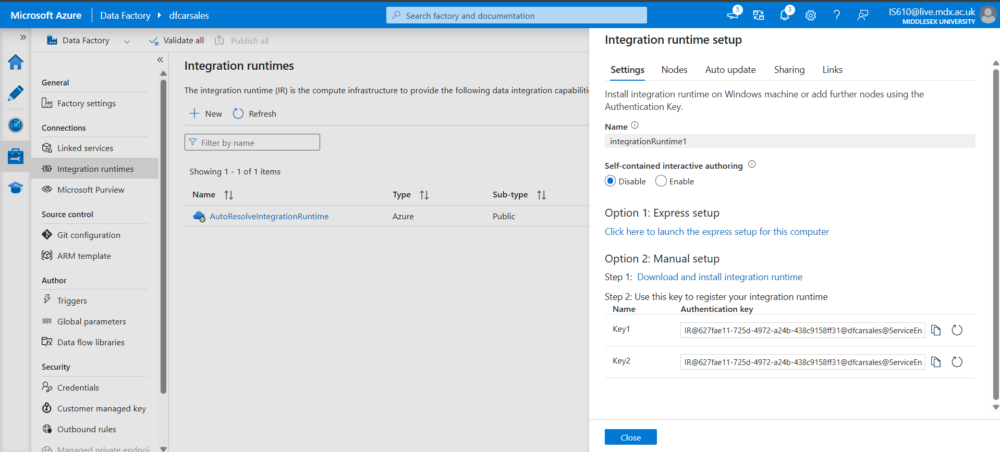 Microsoft Azure
Data Factory
dfcarsales
Search factory and documentation
5
3
IS610@live.mdx.ac.uk
MIDDLESEX UNIVERSITY
Data Factory
Validate all
Publish all
General
Factory settings
Connections
Linked services
Integration runtimes
Microsoft Purview
Source control
Git configuration
ARM template
Author
Triggers
Global parameters
Data flow libraries
Security
Credentials
Customer managed key
Outbound rules
Managed private endpoi
Integration runtimes
The integration runtime (IR) is the compute infrastructure to provide the following data integration capabiliti
New
Refresh
Filter by name
Showing 1 - 1 of 1 items
Name Type Sub-type
AutoResolveIntegrationRuntime Azure Public
Integration runtime setup
Settings Nodes Auto update Sharing Links
Install integration runtime on Windows machine or add further nodes using the
Authentication Key.
Name
integrationRuntime1
Self-contained interactive authoring
Disable Enable
Option 1: Express setup
Click here to launch the express setup for this computer
Option 2: Manual setup
Step 1: Download and install integration runtime
Step 2: Use this key to register your integration runtime
Name Authentication key
Key1 IR@627fae11-725d-4972-a24b-438c9158ff31@dfcarsales@ServiceEn
Key2 IR@627fae11-725d-4972-a24b-438c9158ff31@dfcarsales@ServiceEn
Close